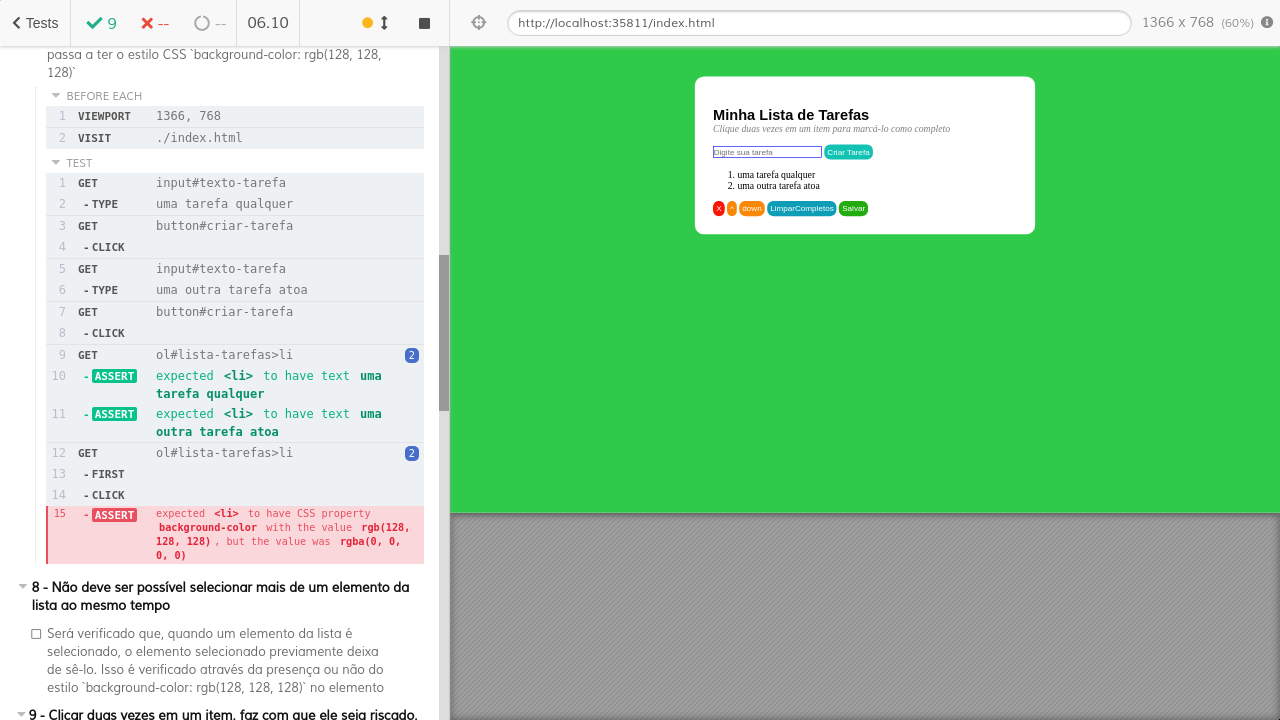 Tests
9
--
--
06.10
http://localhost:35811/index.html
1366 x 768 (60%)
passa a ter o estilo CSS `background-color: rgb(128, 128,
128)`
BEFORE EACH
1 VIEWPORT 1366, 768
2 VISIT ./index.html
TEST
1 GET input#texto-tarefa
2 -TYPE uma tarefa qualquer
3 GET button#criar-tarefa
4 -CLICK
5 GET input#texto-tarefa
6 -TYPE uma outra tarefa atoa
7 GET button#criar-tarefa
8 -CLICK
9 GET ol#lista-tarefas>li 2
10 -ASSERT expected <li> to have text uma
tarefa qualquer
11 -ASSERT expected <li> to have text uma
outra tarefa atoa
12 GET ol#lista-tarefas>li 2
13 -FIRST
14 -CLICK
15 -ASSERT expected <li> to have CSS property
background-color with the value rgb(128,
128, 128) , but the value was rgba(0, 0,
0, 0)
8 - Não deve ser possível selecionar mais de um elemento da
lista ao mesmo tempo
Será verificado que, quando um elemento da lista é
selecionado, o elemento selecionado previamente deixa
de sê-lo. Isso é verificado através da presença ou não do
estilo `background-color: rgb(128, 128, 128)` no elemento
9 - Clicar duas vezes em um item, faz com que ele seja riscado,
Minha Lista de Tarefas
Clique duas vezes em um item para marcá-lo como completo
Digite sua tarefa Criar Tarefa
1. uma tarefa qualquer
2. uma outra tarefa atoa
X ^ down LimparCompletos Salvar